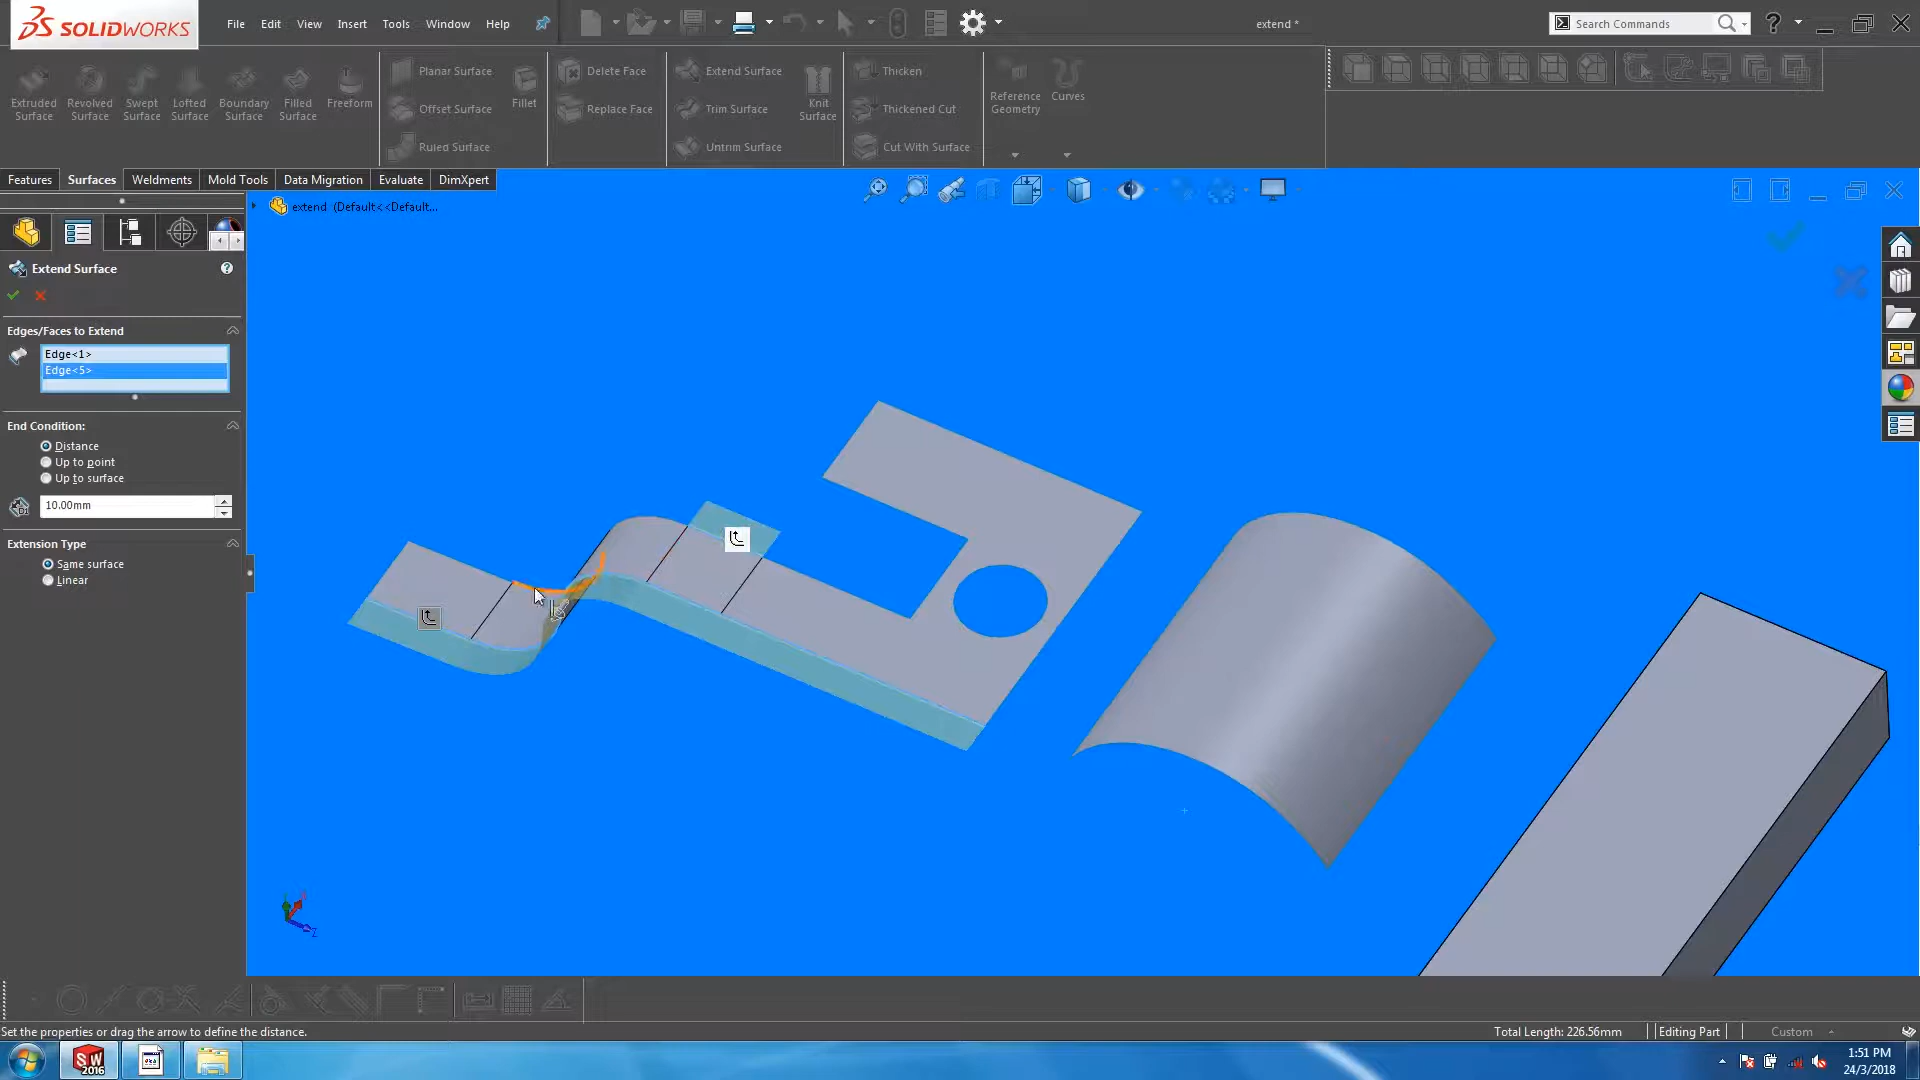 SOLIDWORKS
File Edit View Insert Tools Window Help
extend *
Search Commands
?
Extruded Surface
Revolved Surface
Swept Surface
Lofted Surface
Boundary Surface
Filled Surface
Freeform
Planar Surface
Offset Surface
Ruled Surface
Fillet
Delete Face
Replace Face
Extend Surface
Trim Surface
Untrim Surface
Knit Surface
Thicken
Thickened Cut
Cut With Surface
Reference Geometry
Curves
Features Surfaces Weldments Mold Tools Data Migration Evaluate DimXpert
extend (Default<<Default...
Extend Surface
?
Edges/Faces to Extend
Edge<1>
Edge<5>
End Condition:
Distance
Up to point
Up to surface
10.00mm
Extension Type
Same surface
Linear
Z
Set the properties or drag the arrow to define the distance.
Total Length: 226.56mm
Editing Part
Custom
SW
2016
1:51 PM
24/3/2018